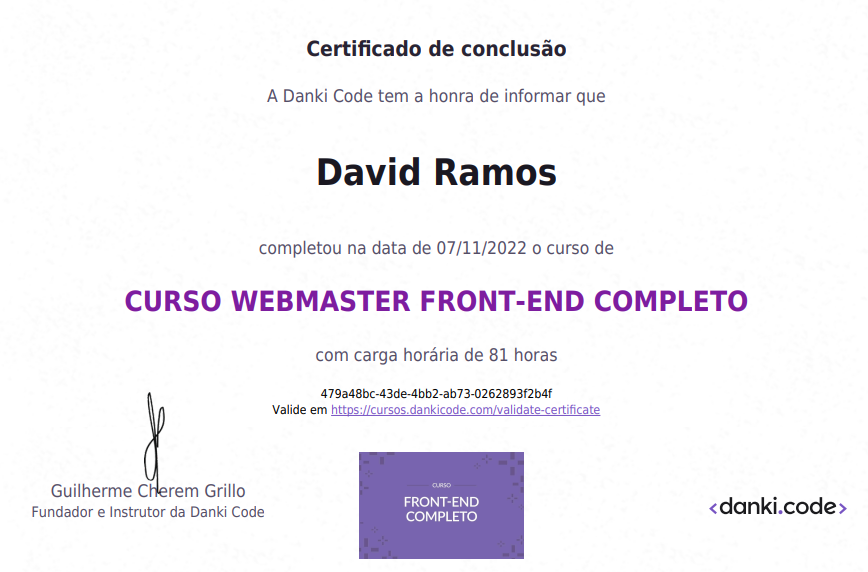 Certificado de conclusão
A Danki Code tem a honra de informar que
David Ramos
completou na data de 07/11/2022 o curso de
CURSO WEBMASTER FRONT-END COMPLETO
com carga horária de 81 horas
479a48bc-43de-4bb2-ab73-0262893f2b4f
Valide em https://cursos.dankicode.com/validate-certificate
Guilherme Cherem Grillo
Fundador e Instrutor da Danki Code
CURSO
FRONT-END
COMPLETO
<danki.code>